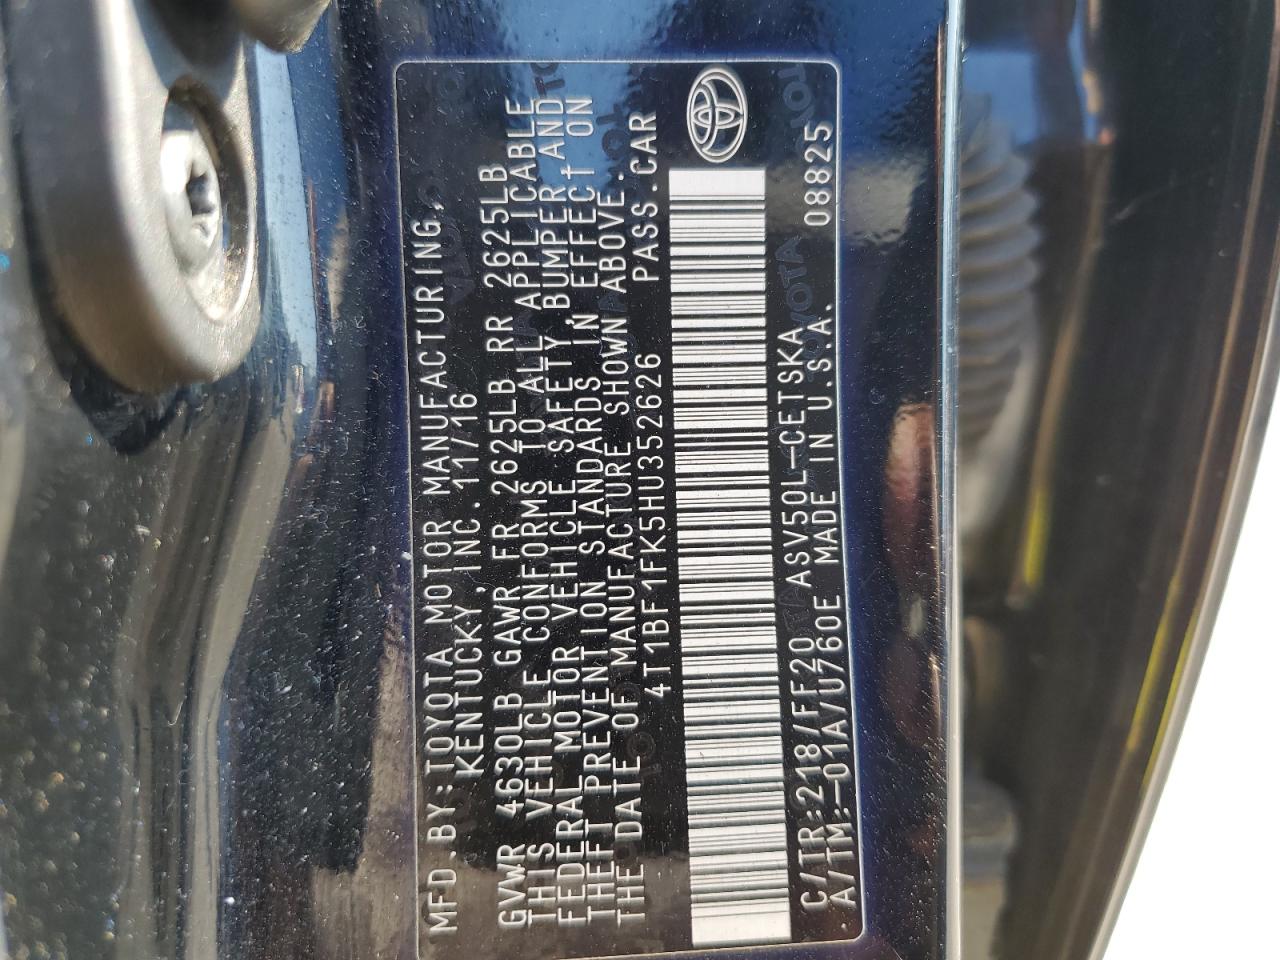 MFD.BY:TOYOTA MOTOR MANUFACTURING,
KENTUCKY, INC. 11/16
GVWR 4630LB GAWR FR 2625LB RR 2625LB
THIS VEHICLE CONFORMS TO ALL APPLICABLE
FEDERAL MOTOR VEHICLE SAFETY, BUMPER AND
THEFT PREVENTION STANDARDS IN EFFECT ON
THE DATE OF MANUFACTURE SHOWN ABOVE.
4T1BF1FK5HU352626 PASS.CAR
C/TR:218/FF20 ASV50L-CETSKA 08825
A/TM:-01A/U760E MADE IN U.S.A.